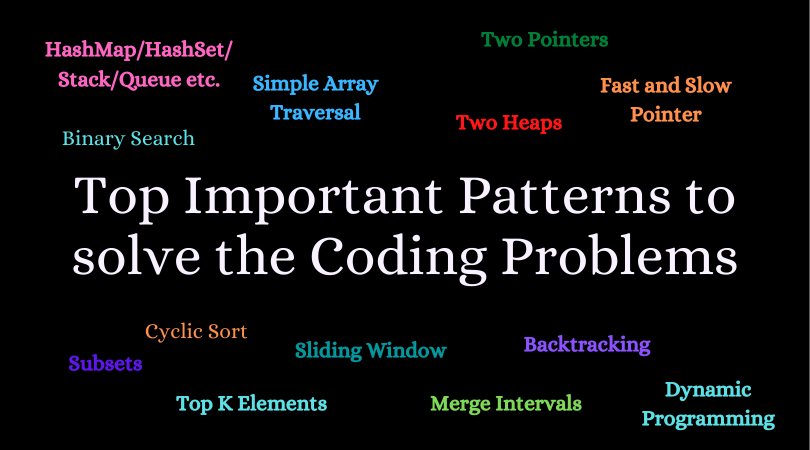 HashMap/HashSet/
Stack/Queue etc.
Simple Array
Traversal
Two Pointers
Fast and Slow
Pointer
Two Heaps
Binary Search
Top Important Patterns to
solve the Coding Problems
Cyclic Sort
Subsets
Sliding Window
Backtracking
Top K Elements
Merge Intervals
Dynamic
Programming